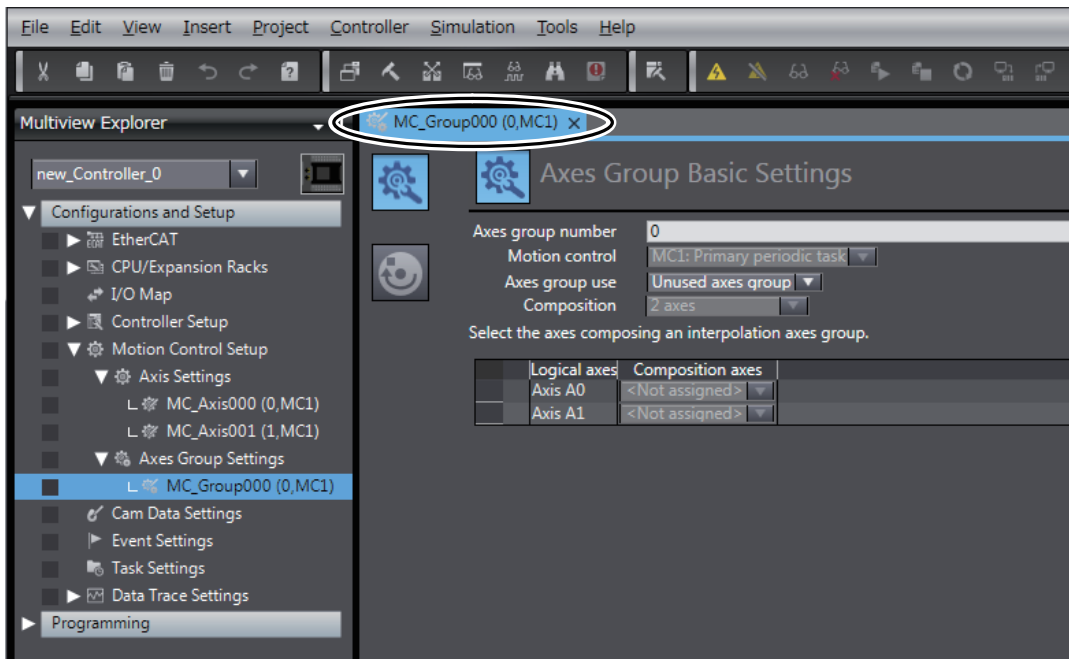 File Edit View Insert Project Controller Simulation Tools Help
Multiview Explorer
MC_Group000 (0,MC1)
new_Controller_0
Configurations and Setup
EtherCAT
CPU/Expansion Racks
I/O Map
Controller Setup
Motion Control Setup
Axis Settings
MC_Axis000 (0,MC1)
MC_Axis001 (1,MC1)
Axes Group Settings
MC_Group000 (0,MC1)
Cam Data Settings
Event Settings
Task Settings
Data Trace Settings
Programming
Axes Group Basic Settings
Axes group number 0
Motion control MC1: Primary periodic task
Axes group use Unused axes group
Composition 2 axes
Select the axes composing an interpolation axes group.
Logical axes Composition axes
Axis A0 <Not assigned>
Axis A1 <Not assigned>